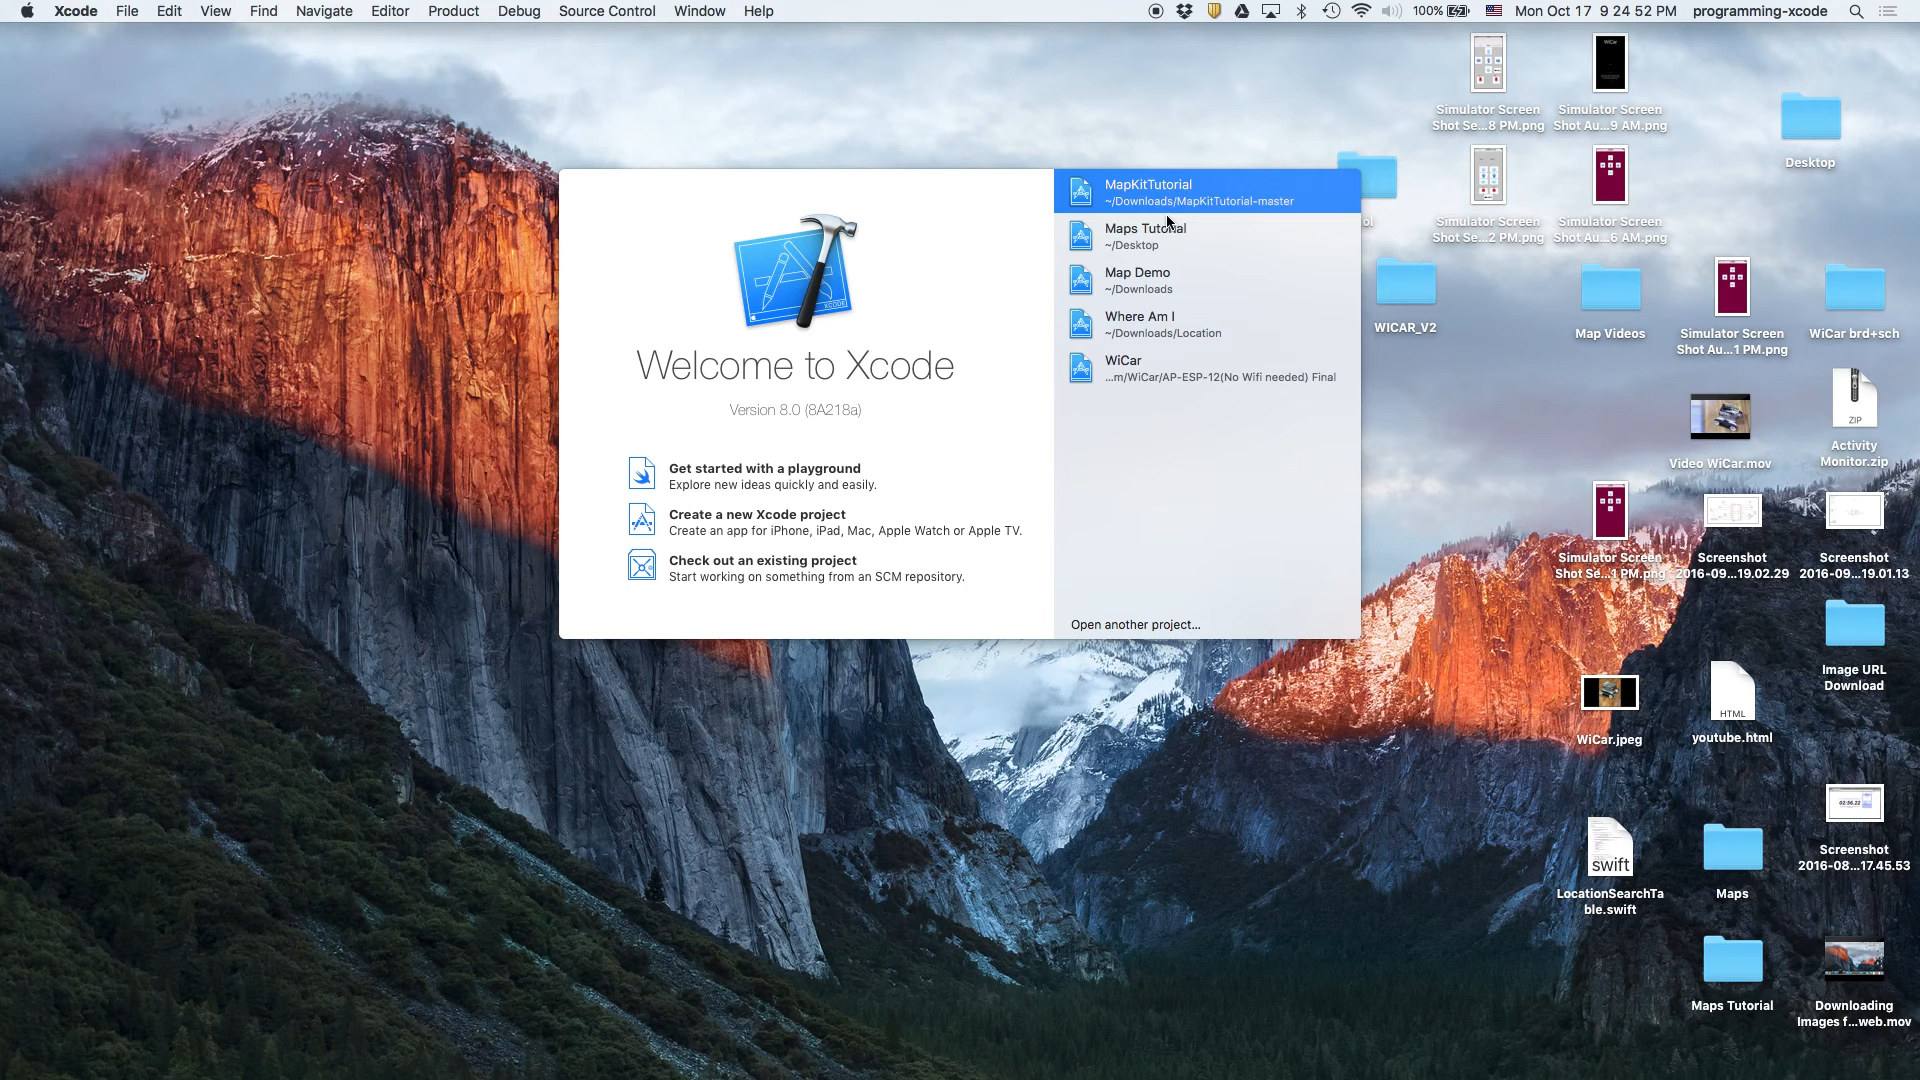 Xcode File Edit View Find Navigate Editor Product Debug Source Control Window Help
100% Mon Oct 17 9 24 52 PM programming-xcode
Simulator Screen
Shot Se...8 PM.png
Simulator Screen
Shot Au...9 AM.png
Desktop
Simulator Screen
Shot Se...2 PM.png
Simulator Screen
Shot Au...6 AM.png
ol
WICAR_V2
Map Videos
Simulator Screen
Shot Au...1 PM.png
WiCar brd+sch
Video WiCar.mov
ZIP
Activity
Monitor.zip
Simulator Screen
Shot Se...1 PM.png
Screenshot
2016-09...19.02.29
Screenshot
2016-09...19.01.13
Image URL
Download
WiCar.jpeg
HTML
youtube.html
02:56.22
Screenshot
2016-08...17.45.53
swift
LocationSearchTa
ble.swift
Maps
Maps Tutorial
Downloading
Images f...web.mov
XCODE
Welcome to Xcode
Version 8.0 (8A218a)
Get started with a playground
Explore new ideas quickly and easily.
Create a new Xcode project
Create an app for iPhone, iPad, Mac, Apple Watch or Apple TV.
Check out an existing project
Start working on something from an SCM repository.
MapKitTutorial
~/Downloads/MapKitTutorial-master
Maps Tutorial
~/Desktop
Map Demo
~/Downloads
Where Am I
~/Downloads/Location
WiCar
...m/WiCar/AP-ESP-12(No Wifi needed) Final
Open another project...